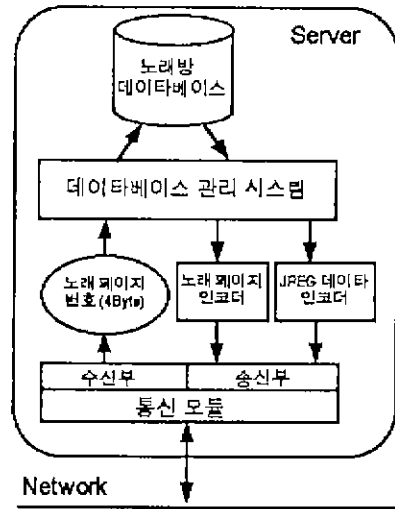 Server
노래방
데이타베이스
데이타베이스 관리 시스템
노래 페이지
번호 (4Byte)
노래 페이지
인코더
JPEG 데이타
인코더
수신부
송신부
통신 모듈
Network